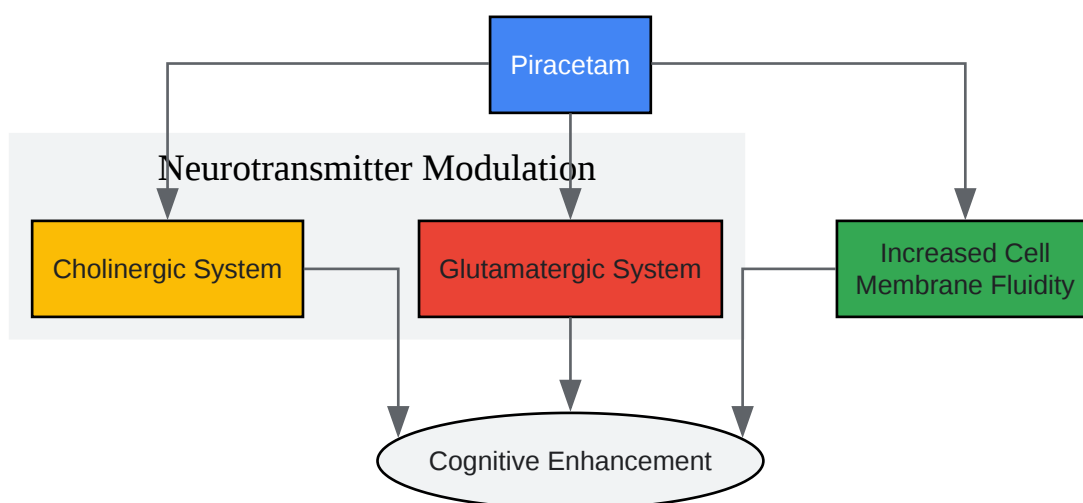 Piracetam
Neurotransmitter Modulation
Cholinergic System
Glutamatergic System
Increased Cell
Membrane Fluidity
Cognitive Enhancement